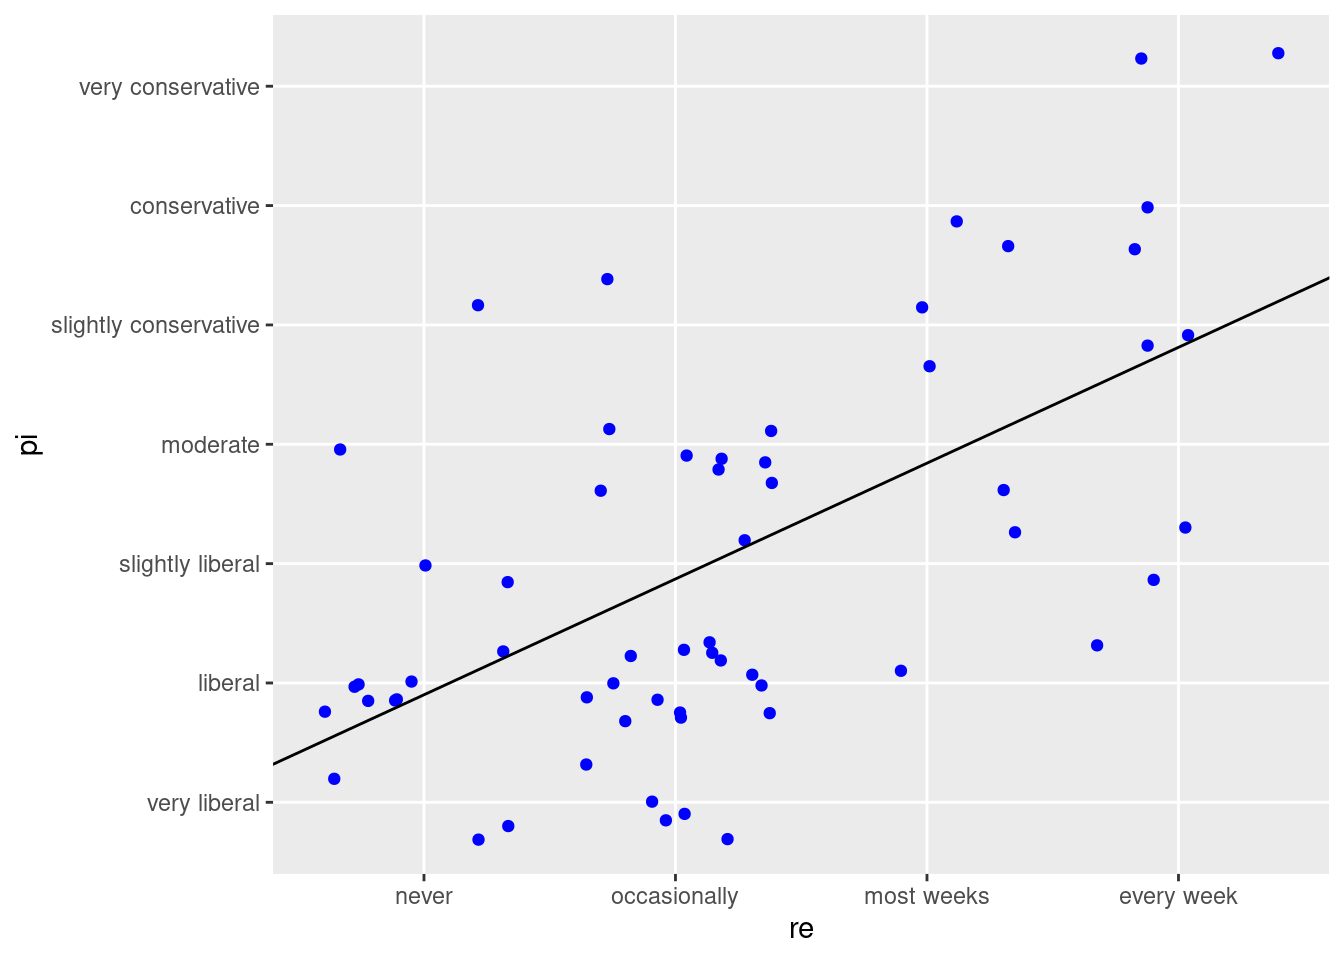 very conservative
conservative
slightly conservative
moderate
slightly liberal
liberal
very liberal
pi
never
occasionally
most weeks
every week
re